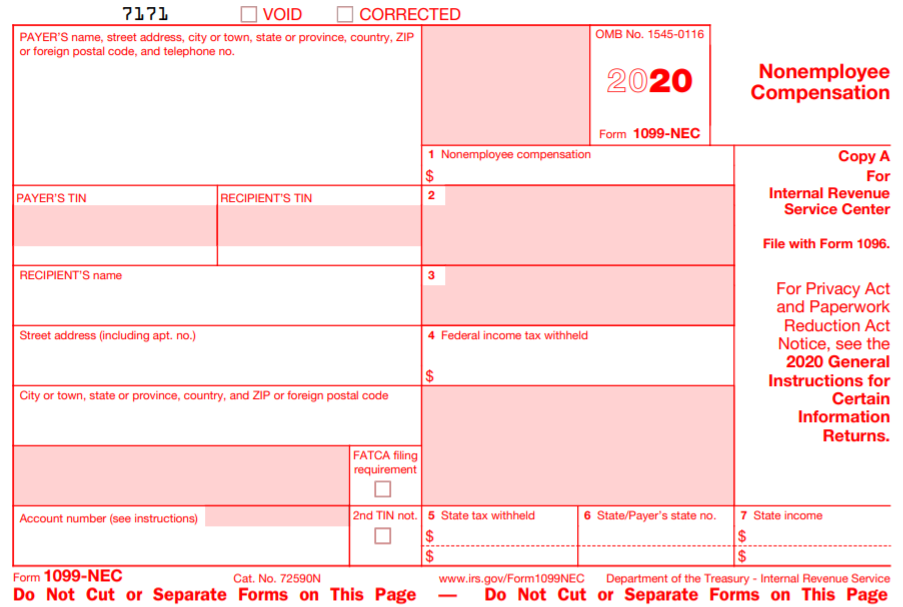 7171
VOID
CORRECTED
PAYER'S name, street address, city or town, state or province, country, ZIP
or foreign postal code, and telephone no.
OMB No. 1545-0116
2020
Form 1099-NEC
Nonemployee
Compensation
1 Nonemployee compensation
$
Copy A
For
Internal Revenue
Service Center
File with Form 1096.
PAYER'S TIN
RECIPIENT'S TIN
2
RECIPIENT'S name
3
For Privacy Act
and Paperwork
Reduction Act
Notice, see the
2020 General
Instructions for
Certain
Information
Returns.
Street address (including apt. no.)
4 Federal income tax withheld
$
City or town, state or province, country, and ZIP or foreign postal code
FATCA filing
requirement
Account number (see instructions)
2nd TIN not.
5 State tax withheld
$
$
6 State/Payer's state no.
7 State income
$
$
Form 1099-NEC
Cat. No. 72590N
www.irs.gov/Form1099NEC
Department of the Treasury - Internal Revenue Service
Do Not Cut or Separate Forms on This Page — Do Not Cut or Separate Forms on This Page